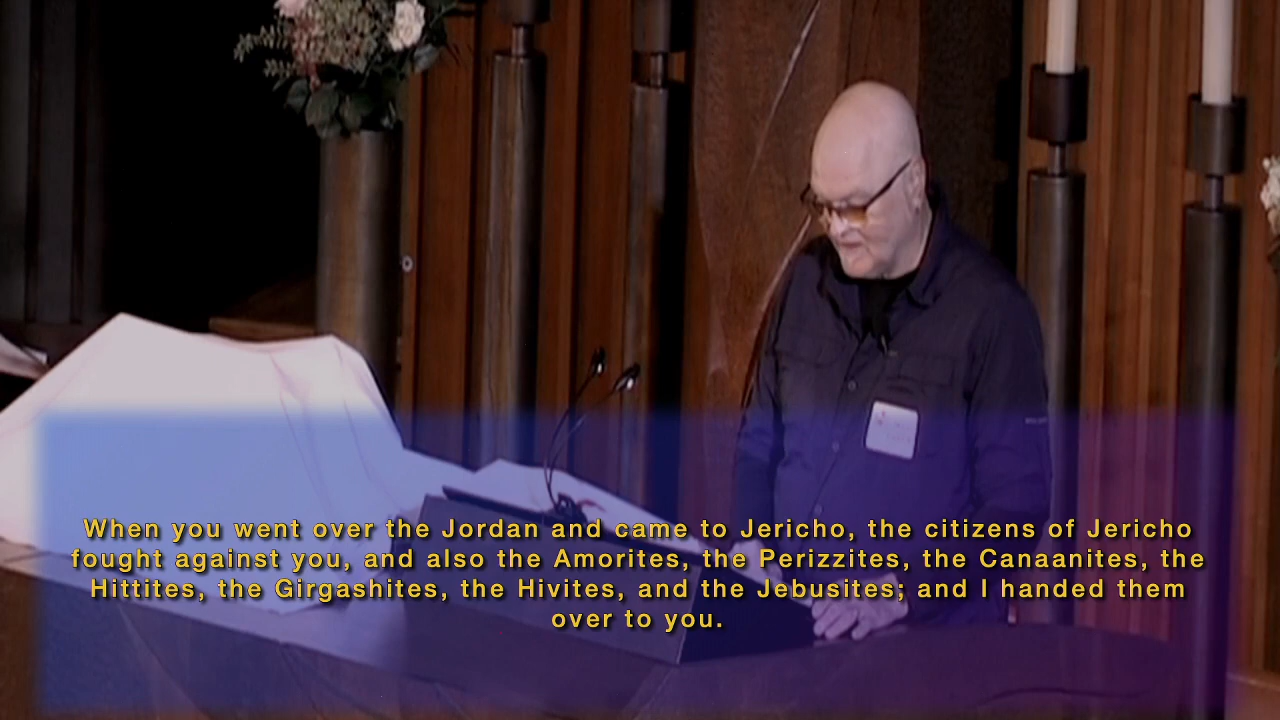 When you went over the Jordan and came to Jericho, the citizens of Jericho
fought against you, and also the Amorites, the Perizzites, the Canaanites, the
Hittites, the Girgashites, the Hivites, and the Jebusites; and I handed them
over to you.